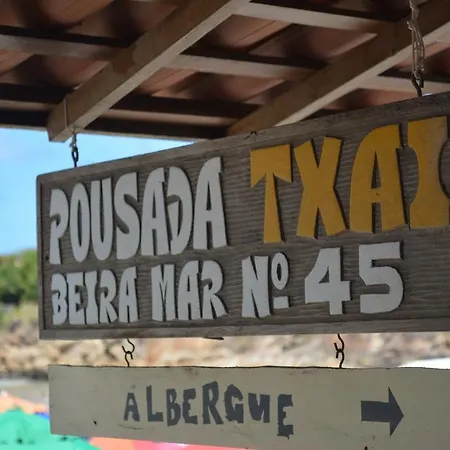 POUSADA TXAI
BEIRA MAR Nº 45
ALBERGUE